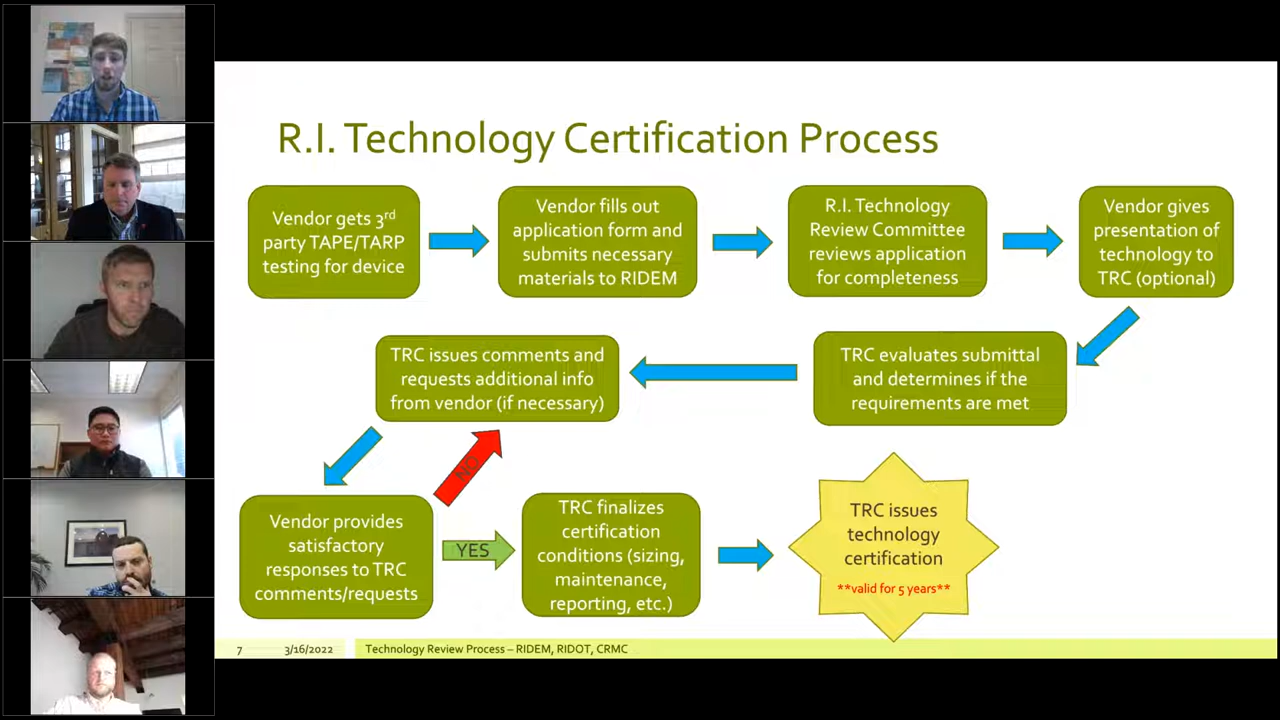 R.I. Technology Certification Process
Vendor gets 3rd
party TAPE/TARP
testing for device
Vendor fills out
application form and
submits necessary
materials to RIDEM
R.I. Technology
Review Committee
reviews application
for completeness
Vendor gives
presentation of
technology to
TRC (optional)
TRC evaluates submittal
and determines if the
requirements are met
TRC issues comments and
requests additional info
from vendor (if necessary)
Vendor provides
satisfactory
responses to TRC
comments/requests
NO
YES
TRC finalizes
certification
conditions (sizing,
maintenance,
reporting, etc.)
TRC issues
technology
certification
**valid for 5 years**
7 3/16/2022 Technology Review Process – RIDEM, RIDOT, CRMC